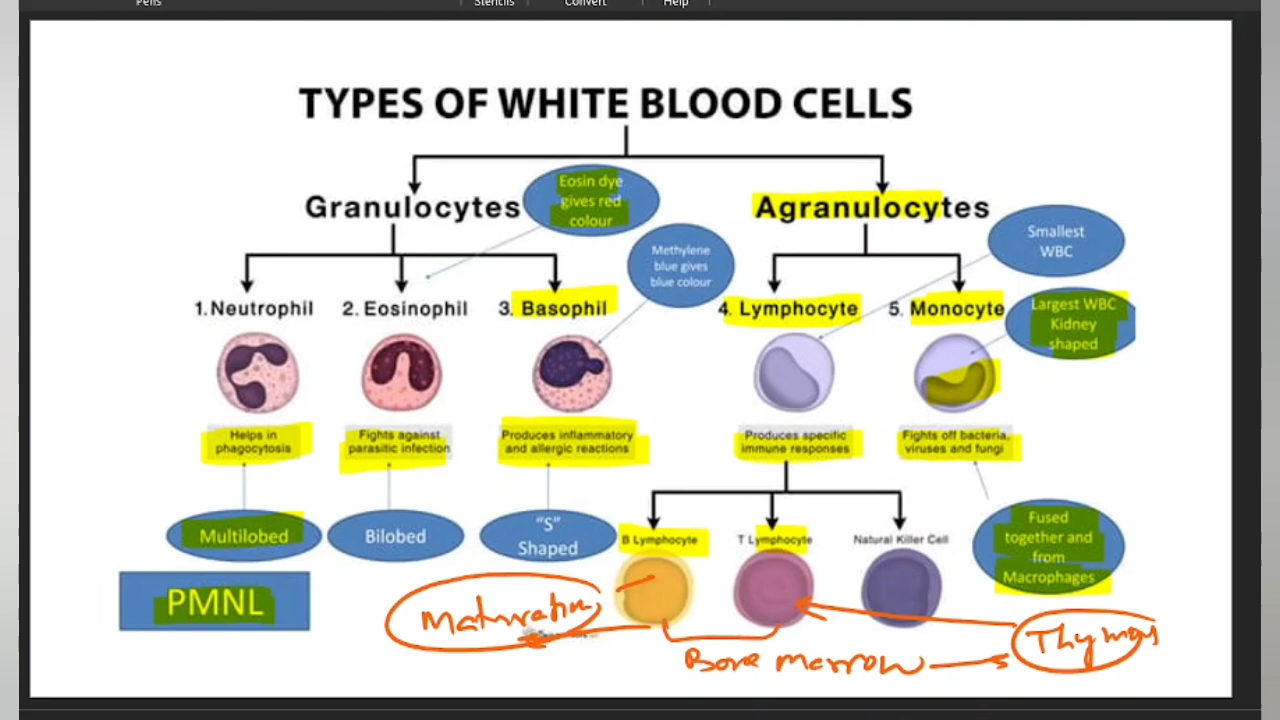 Pens
Stencils
Convert
Help
TYPES OF WHITE BLOOD CELLS
Granulocytes
Eosin dye
gives red
colour
Agranulocytes
Methylene
blue gives
blue colour
Smallest
WBC
1. Neutrophil
2. Eosinophil
3. Basophil
4. Lymphocyte
5. Monocyte
Largest WBC
Kidney
shaped
Helps in
phagocytosis
Fights against
parasitic infection
Produces inflammatory
and allergic reactions
Produces specific
immune responses
Fights off bacteria,
viruses and fungi
Multilobed
Bilobed
“S”
Shaped
B Lymphocyte
T Lymphocyte
Natural Killer Cell
Fused
together and
from
Macrophages
PMNL
Maturation
Bone marrow
Thymus